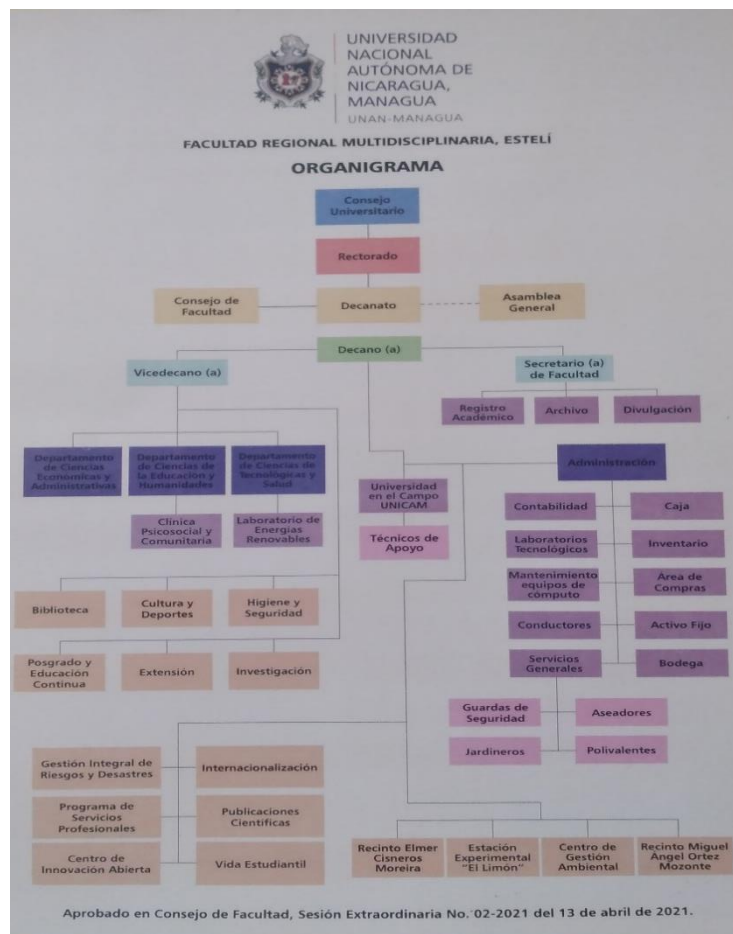 UNIVERSIDAD
NACIONAL
AUTÓNOMA DE
NICARAGUA,
MANAGUA
UNAN-MANAGUA
FACULTAD REGIONAL MULTIDISCIPLINARIA, ESTELÍ
ORGANIGRAMA
Consejo
Universitario
Rectorado
Consejo de
Facultad
Decanato
Asamblea
General
Decano (a)
Vicedecano (a)
Secretario (a)
de Facultad
Registro
Académico
Archivo
Divulgación
Departamento
de Ciencias
Económicas y
Administrativas
Departamento
de Ciencias de
la Educación y
Humanidades
Departamento
de Ciencias de
Tecnológicas y
Salud
Administración
Clínica
Psicosocial y
Comunitaria
Laboratorio de
Energías
Renovables
Universidad
en el Campo
UNICAM
Técnicos de
Apoyo
Contabilidad
Caja
Laboratorios
Tecnológicos
Inventario
Mantenimiento
equipos de
cómputo
Área de
Compras
Conductores
Activo Fijo
Servicios
Generales
Bodega
Biblioteca
Cultura y
Deportes
Higiene y
Seguridad
Posgrado y
Educación
Continua
Extensión
Investigación
Guardas de
Seguridad
Aseadores
Jardineros
Polivalentes
Gestión Integral de
Riesgos y Desastres
Internacionalización
Programa de
Servicios
Profesionales
Publicaciones
Científicas
Centro de
Innovación Abierta
Vida Estudiantil
Recinto Elmer
Cisneros
Moreira
Estación
Experimental
"El Limón"
Centro de
Gestión
Ambiental
Recinto Miguel
Ángel Ortez
Mozonte
Aprobado en Consejo de Facultad, Sesión Extraordinaria No. 02-2021 del 13 de abril de 2021.